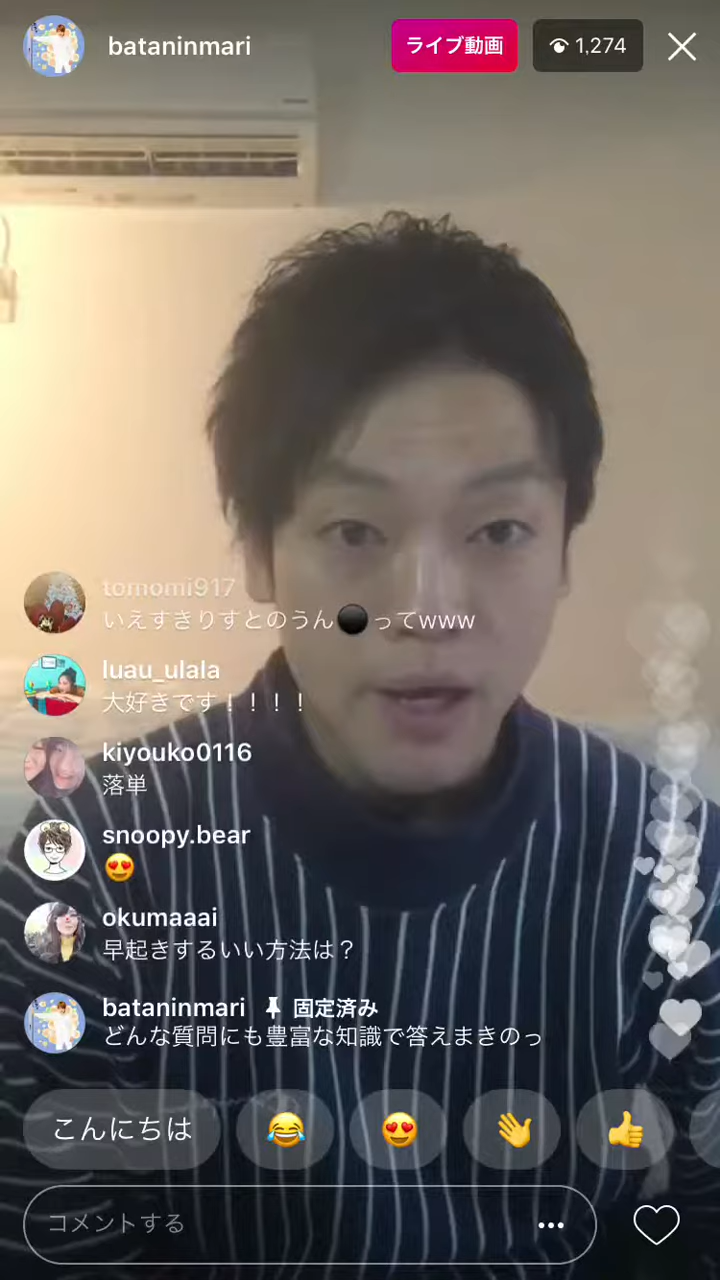 bataninmari
ライブ動画
1,274
tomomi917
いえすきりすとのうん⚫ってwww
luau_ulala
大好きです！！！！
kiyouko0116
落単
snoopy.bear
😍
okumaaai
早起きするいい方法は？
bataninmari 固定済み
どんな質問にも豊富な知識で答えまきのっ
こんにちは 😂 😍 👋 👍
コメントする